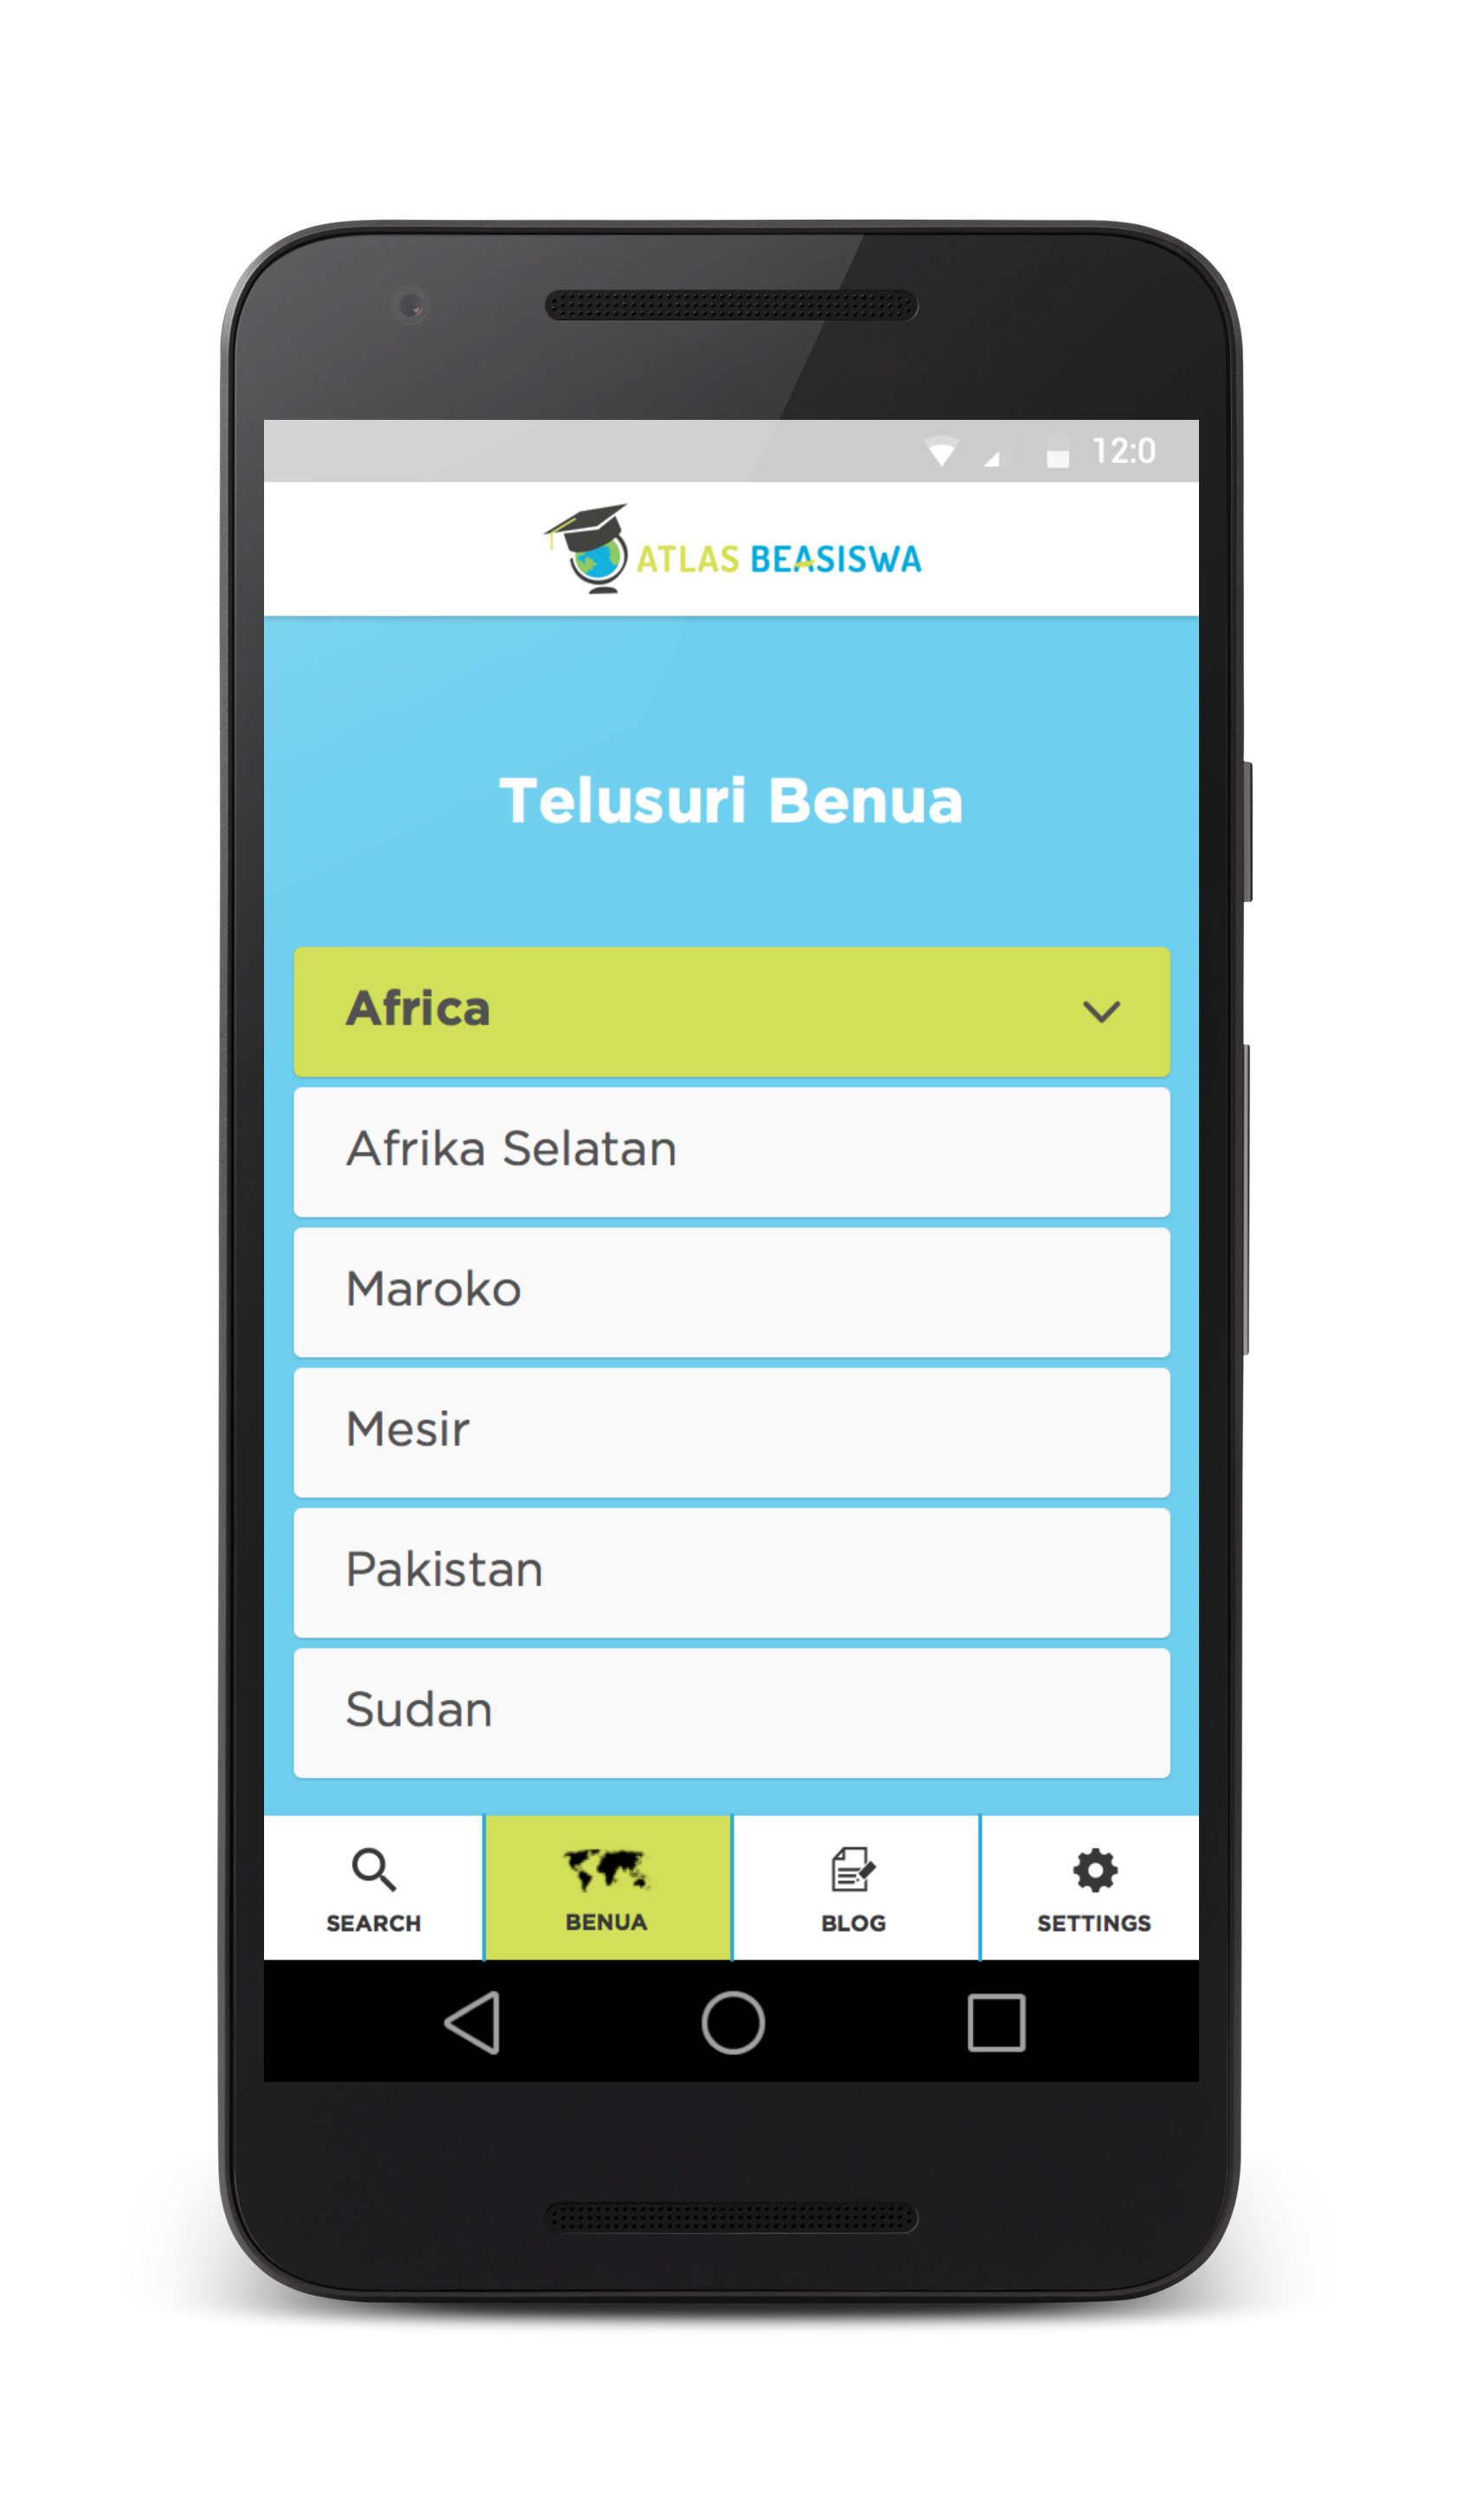 12:0
ATLAS BEASISWA
Telusuri Benua
Africa
Afrika Selatan
Maroko
Mesir
Pakistan
Sudan
SEARCH
BENUA
BLOG
SETTINGS